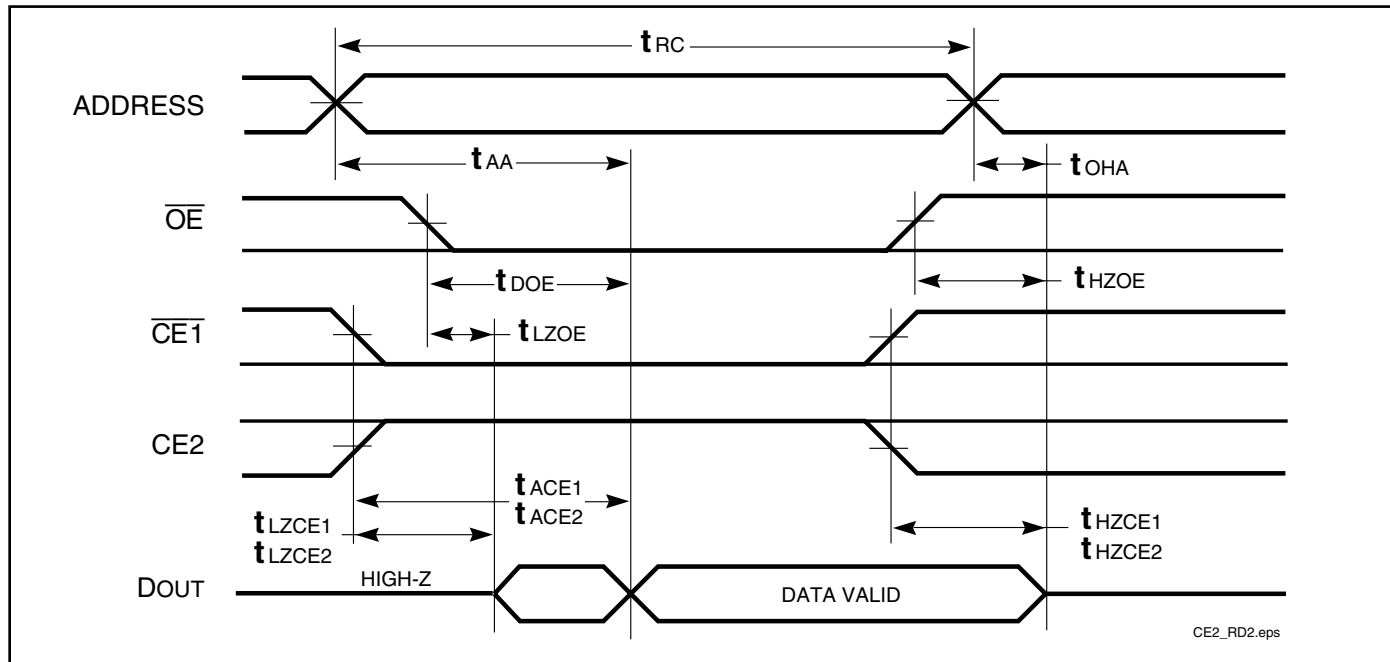 tRC
ADDRESS
tAA
tOHA
OE
tDOE
tHZOE
CE1
tLZOE
CE2
tACE1
tACE2
tLZCE1
tLZCE2
tHZCE1
tHZCE2
DOUT
HIGH-Z
DATA VALID
CE2_RD2.eps